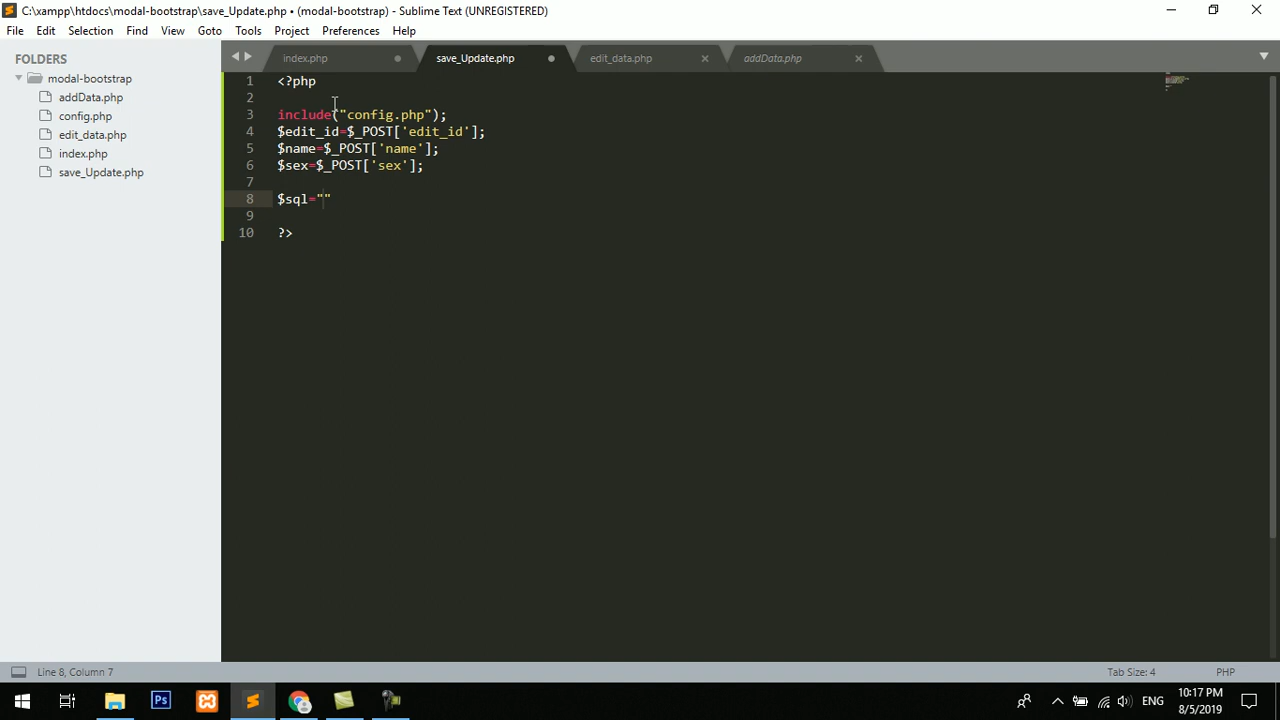 C:\xampp\htdocs\modal-bootstrap\save_Update.php • (modal-bootstrap) - Sublime Text (UNREGISTERED)
File Edit Selection Find View Goto Tools Project Preferences Help
FOLDERS
modal-bootstrap
addData.php
config.php
edit_data.php
index.php
save_Update.php
index.php save_Update.php edit_data.php addData.php
1 <?php
2
3 include("config.php");
4 $edit_id=$_POST['edit_id'];
5 $name=$_POST['name'];
6 $sex=$_POST['sex'];
7
8 $sql=""
9
10 ?>
Line 8, Column 7 Tab Size: 4 PHP
Ps ENG 10:17 PM
8/5/2019